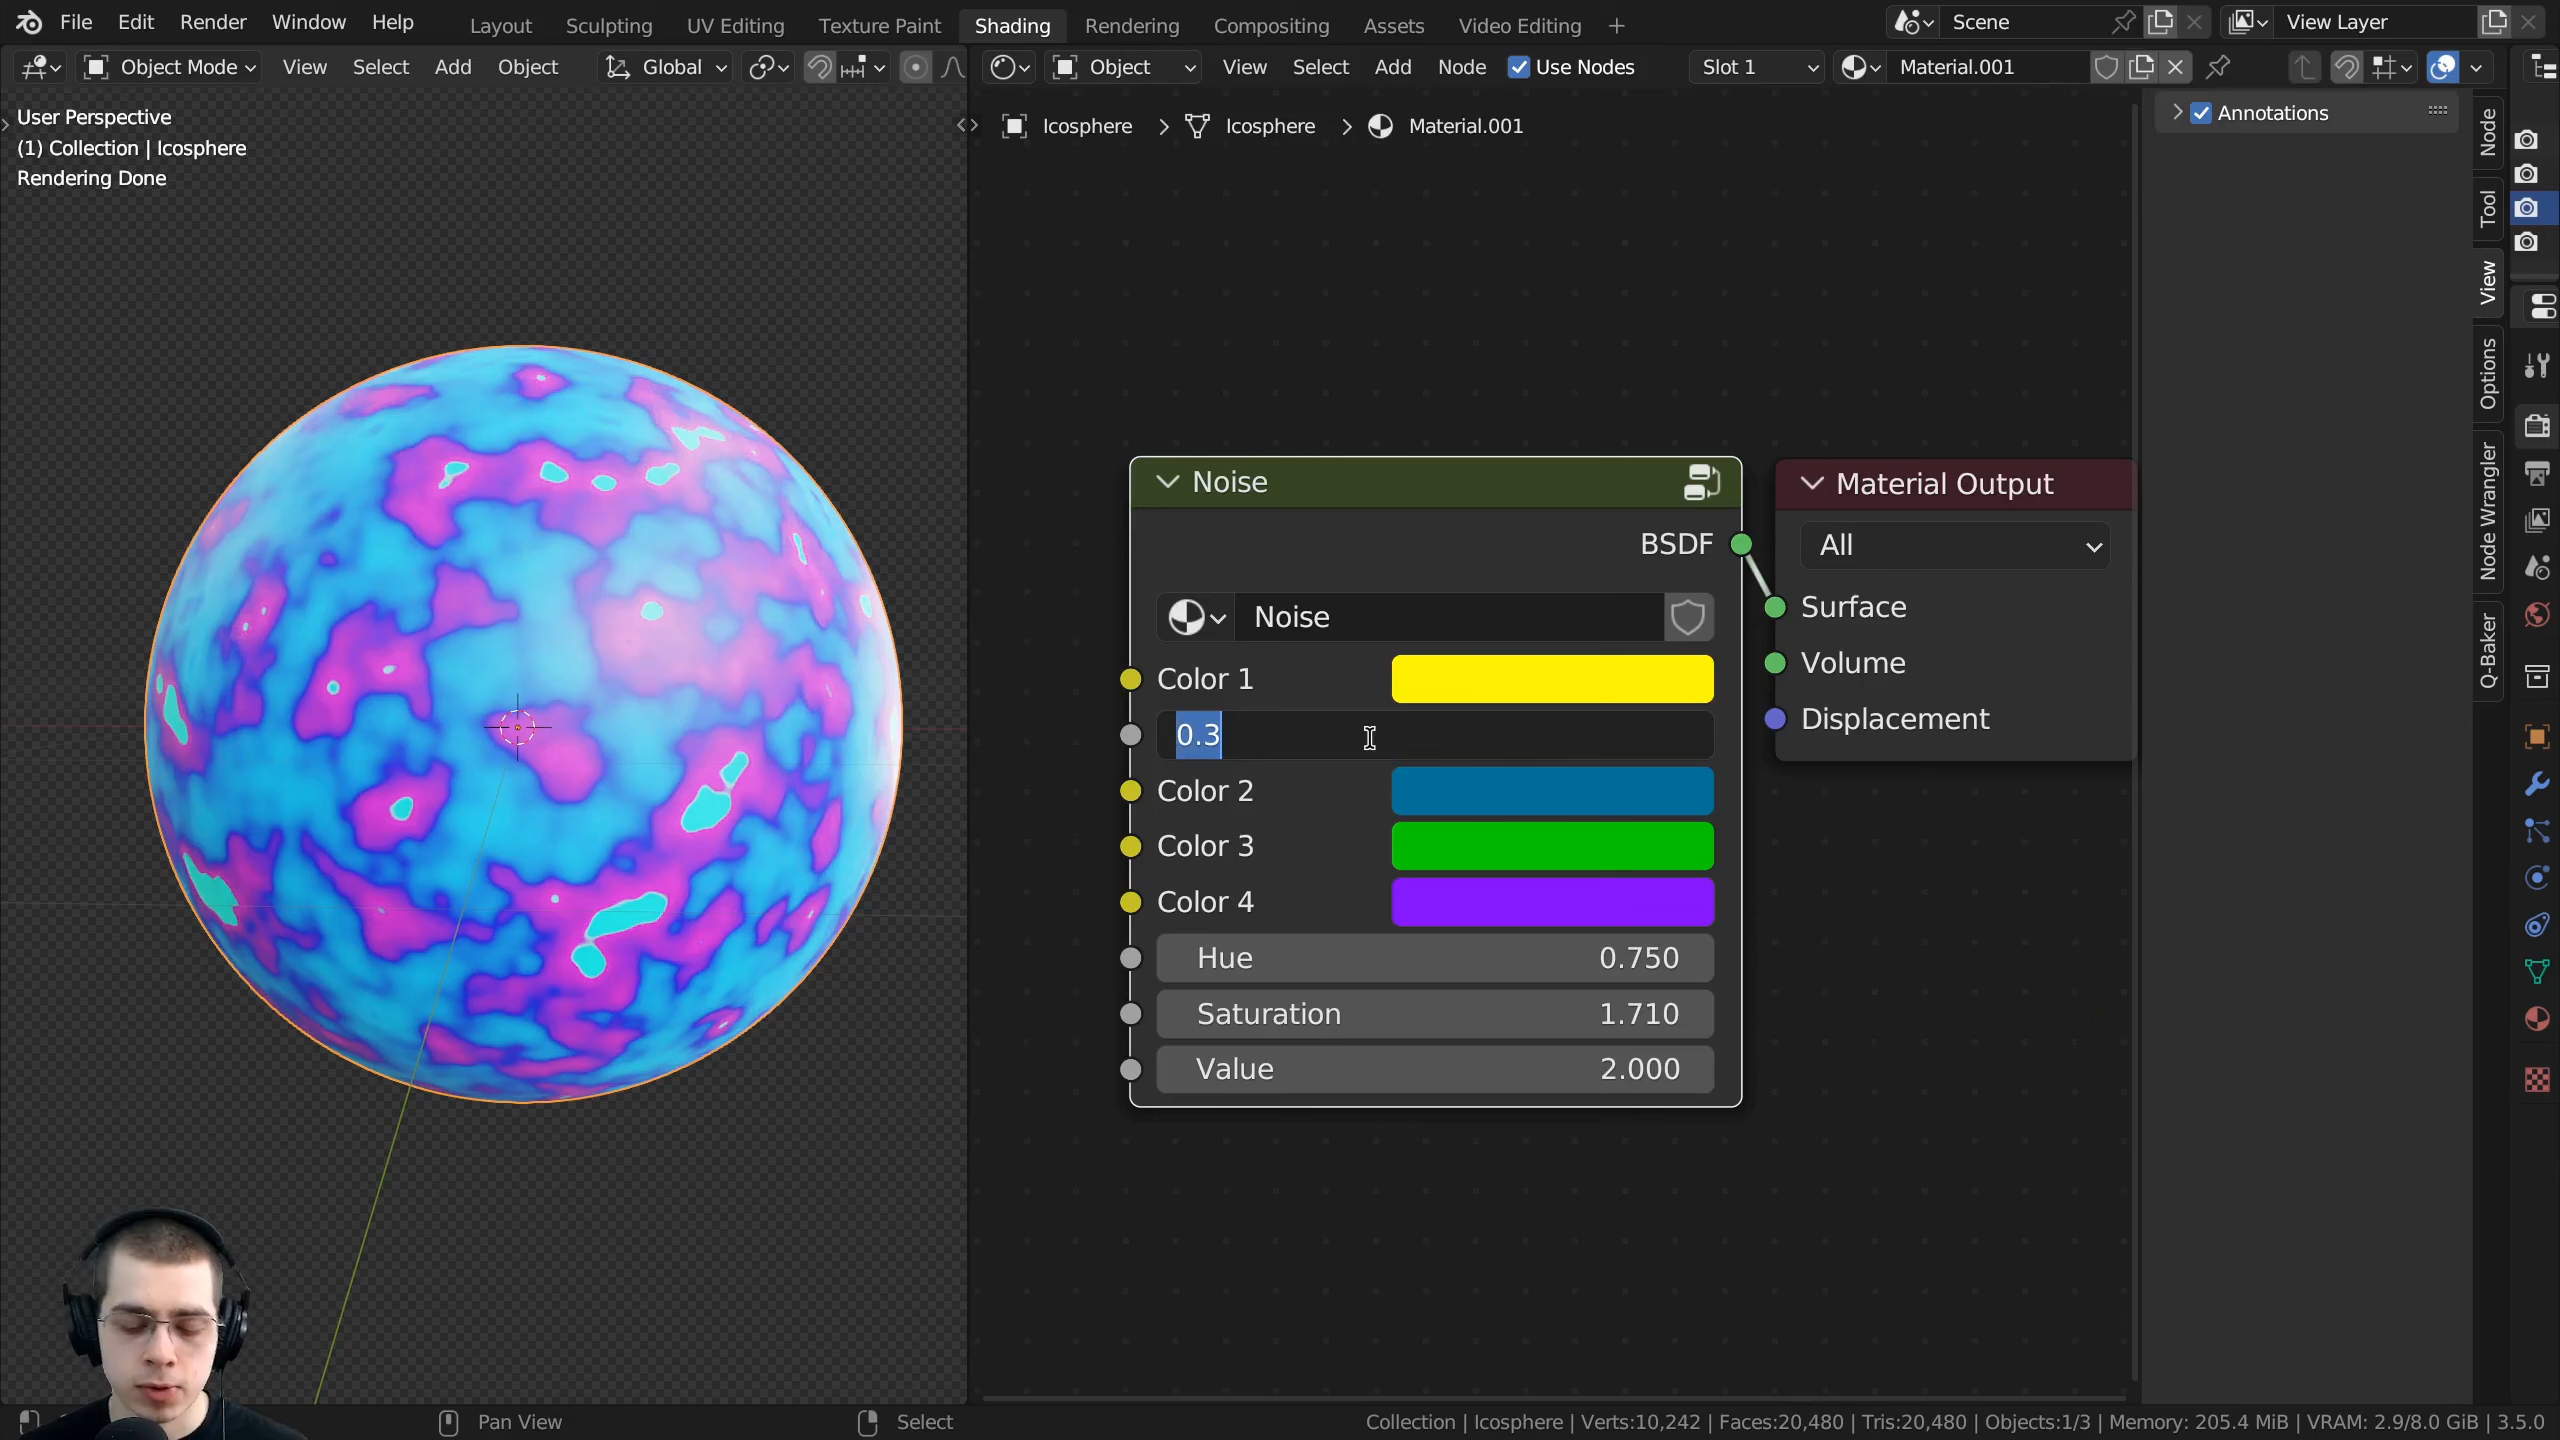 File Edit Render Window Help
Layout Sculpting UV Editing Texture Paint Shading Rendering Compositing Assets Video Editing +
Scene
View Layer
Object Mode View Select Add Object Global
Object View Select Add Node Use Nodes Slot 1 Material.001
User Perspective
(1) Collection | Icosphere
Rendering Done
Icosphere > Icosphere > Material.001
Annotations
Node
Tool
View
Options
Node Wrangler
Q-Baker
Noise
BSDF
Noise
Color 1
0.3
Color 2
Color 3
Color 4
Hue 0.750
Saturation 1.710
Value 2.000
Material Output
All
Surface
Volume
Displacement
Pan View
Select
Collection | Icosphere | Verts:10,242 | Faces:20,480 | Tris:20,480 | Objects:1/3 | Memory: 205.4 MiB | VRAM: 2.9/8.0 GiB | 3.5.0